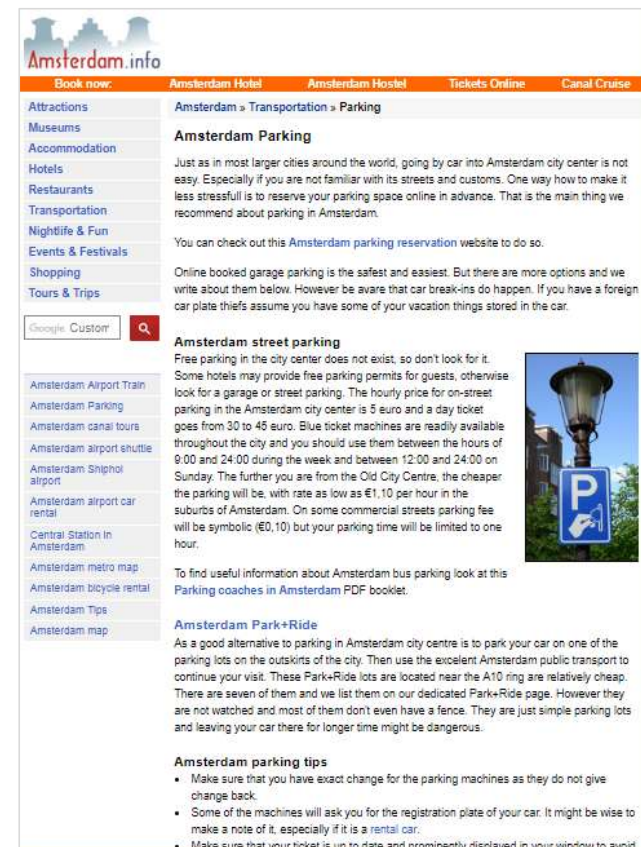 Amsterdam.info
Book now: Amsterdam Hotel Amsterdam Hostel Tickets Online Canal Cruise
Attractions
Museums
Accommodation
Hotels
Restaurants
Transportation
Nightlife & Fun
Events & Festivals
Shopping
Tours & Trips
Google Custom
Amsterdam Airport Train
Amsterdam Parking
Amsterdam canal tours
Amsterdam airport shuttle
Amsterdam Shiphol
airport
Amsterdam airport car
rental
Central Station in
Amsterdam
Amsterdam metro map
Amsterdam bicycle rental
Amsterdam Tips
Amsterdam map
Amsterdam » Transportation » Parking
Amsterdam Parking
Just as in most larger cities around the world, going by car into Amsterdam city center is not
easy. Especially if you are not familiar with its streets and customs. One way how to make it
less stressfull is to reserve your parking space online in advance. That is the main thing we
recommend about parking in Amsterdam.
You can check out this Amsterdam parking reservation website to do so.
Online booked garage parking is the safest and easiest. But there are more options and we
write about them below. However be avare that car break-ins do happen. If you have a foreign
car plate thiefs assume you have some of your vacation things stored in the car.
Amsterdam street parking
Free parking in the city center does not exist, so don't look for it.
Some hotels may provide free parking permits for guests, otherwise
look for a garage or street parking. The hourly price for on-street
parking in the Amsterdam city center is 5 euro and a day ticket
goes from 30 to 45 euro. Blue ticket machines are readily available
throughout the city and you should use them between the hours of
9:00 and 24:00 during the week and between 12:00 and 24:00 on
Sunday. The further you are from the Old City Centre, the cheaper
the parking will be, with rate as low as €1,10 per hour in the
suburbs of Amsterdam. On some commercial streets parking fee
will be symbolic (€0,10) but your parking time will be limited to one
hour.
P
To find useful information about Amsterdam bus parking look at this
Parking coaches in Amsterdam PDF booklet.
Amsterdam Park+Ride
As a good alternative to parking in Amsterdam city centre is to park your car on one of the
parking lots on the outskirts of the city. Then use the excelent Amsterdam public transport to
continue your visit. These Park+Ride lots are located near the A10 ring are relatively cheap.
There are seven of them and we list them on our dedicated Park+Ride page. However they
are not watched and most of them don't even have a fence. They are just simple parking lots
and leaving your car there for longer time might be dangerous.
Amsterdam parking tips
• Make sure that you have exact change for the parking machines as they do not give
change back.
• Some of the machines will ask you for the registration plate of your car. It might be wise to
make a note of it, especially if it is a rental car.
• Make sure that your ticket is up to date and prominently displayed in your window to avoid